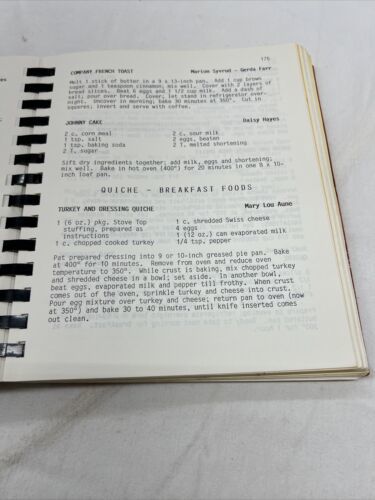 175
COMPANY FRENCH TOAST Marion Syvrud - Gerda Farr
Melt 1 stick of butter in a 9 x 13-inch pan. Add 1 cup brown
sugar and 1 teaspoon cinnamon, mix well. Cover with 2 layers of
bread slices. Beat 6 eggs and 1 1/2 cup milk. Add a dash of
salt; pour over bread. Cover; let stand in refrigerator over-
night. Uncover in morning; bake 30 minutes at 350°. Cut in
squares, invert and serve with coffee.
JOHNNY CAKE Daisy Hayes
2 c. corn meal 2 c. sour milk
1 tsp. salt 2 eggs, beaten
1 tsp. baking soda 2 T. melted shortening
2 T. sugar
Sift dry ingredients together; add milk, eggs and shortening;
mix well. Bake in hot oven (400°) for 20 minutes in one 8 x 10-
inch loaf pan.
QUICHE - BREAKFAST FOODS
TURKEY AND DRESSING QUICHE Mary Lou Aune
1 (6 oz.) pkg. Stove Top 1 c. shredded Swiss cheese
stuffing, prepared as 4 eggs
instructions 1 (12 oz.) can evaporated milk
1 c. chopped cooked turkey 1/4 tsp. pepper
Pat prepared dressing into 9 or 10-inch greased pie pan. Bake
at 400° for 10 minutes. Remove from oven and reduce oven
temperature to 350°. While crust is baking, mix chopped turkey
and shredded cheese in a bowl; set aside. In another bowl,
beat eggs, evaporated milk and pepper till frothy. When crust
comes out of the oven, sprinkle turkey and cheese into crust.
Pour egg mixture over turkey and cheese; return pan to oven (now
at 350°) and bake 30 to 40 minutes, until knife inserted comes
out clean.